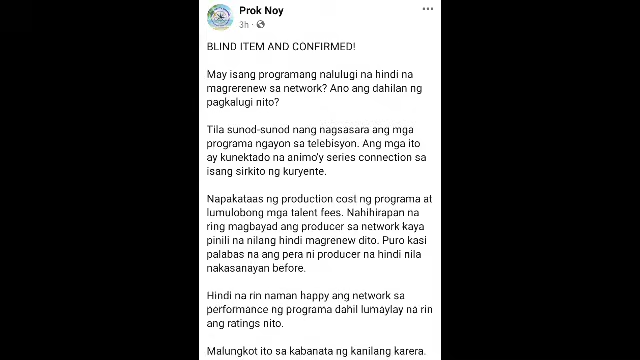 Prok Noy
3h ·
BLIND ITEM AND CONFIRMED!
May isang programang nalulugi na hindi na
magrerenew sa network? Ano ang dahilan ng
pagkalugi nito?
Tila sunod-sunod nang nagsasara ang mga
programa ngayon sa telebisyon. Ang mga ito
ay kunektado na animo'y series connection sa
isang sirkito ng kuryente.
Napakataas ng production cost ng programa at
lumulobong mga talent fees. Nahihirapan na
ring magbayad ang producer sa network kaya
pinili na nilang hindi magrenew dito. Puro kasi
palabas na ang pera ni producer na hindi nila
nakasanayan before.
Hindi na rin naman happy ang network sa
performance ng programa dahil lumaylay na rin
ang ratings nito.
Malungkot ito sa kabanata ng kanilang karera.